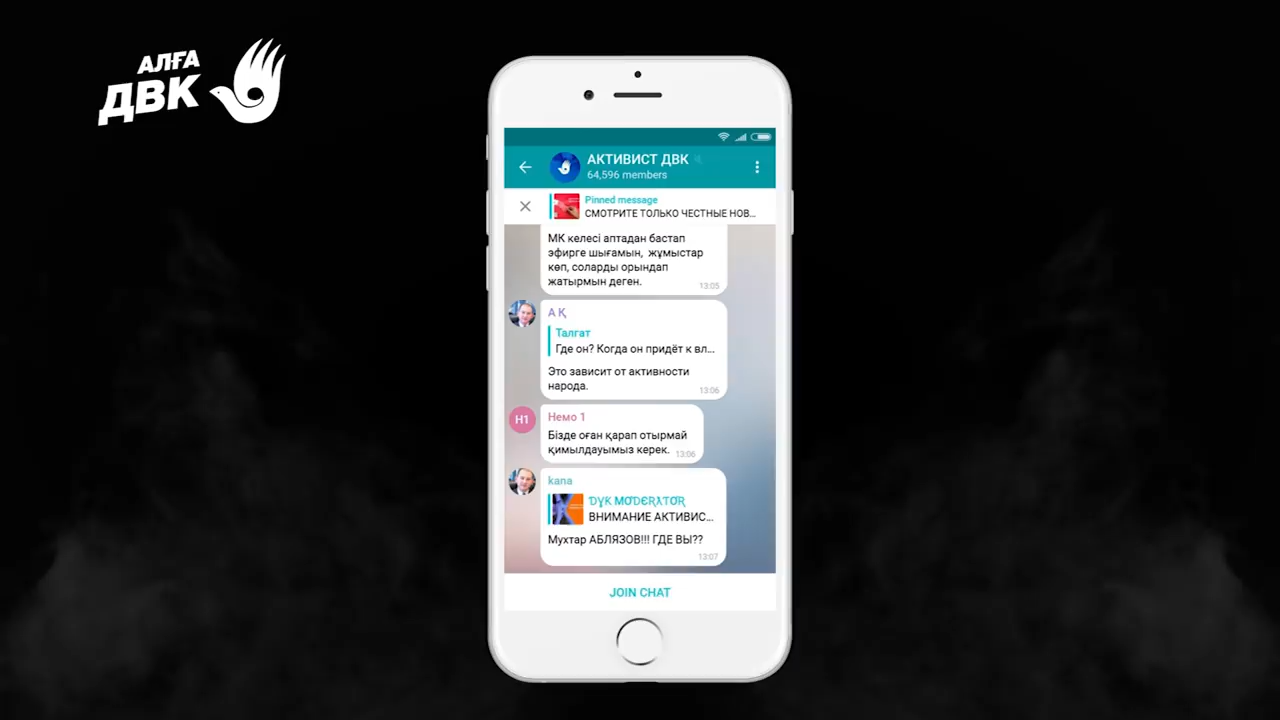 АЛҒА
ДВК
АКТИВИСТ ДВК
64,596 members
Pinned message
СМОТРИТЕ ТОЛЬКО ЧЕСТНЫЕ НОВ...
МК келесі аптадан бастап
эфирге шығамын, жұмыстар
көп, соларды орындап
жатырмын деген.
13:05
А Қ
Талгат
Где он? Когда он придёт к вл...
Это зависит от активности
народа.
13:06
Н1
Немо 1
Бізде оған қарап отырмай
қимылдауымыз керек.
13:06
kana
ВНИМАНИЕ АКТИВИС...
Мухтар АБЛЯЗОВ!!! ГДЕ ВЫ??
13:07
JOIN CHAT